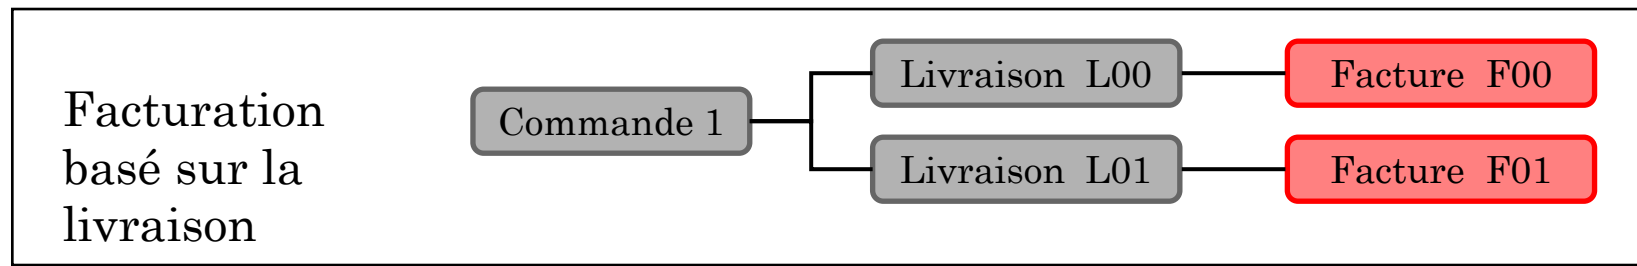 Facturation
basé sur la
livraison
Commande 1
Livraison L00
Facture F00
Livraison L01
Facture F01